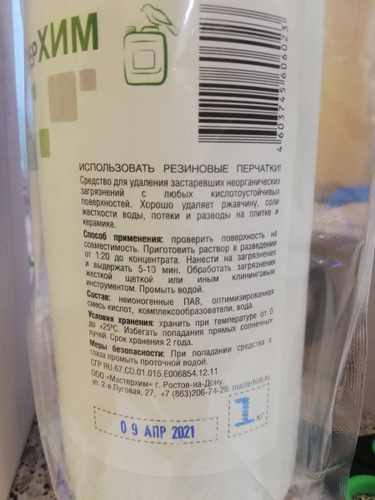 ЕРХИМ
4603745606023
ИСПОЛЬЗОВАТЬ РЕЗИНОВЫЕ ПЕРЧАТКИ!
Средство для удаления застаревших неорганических
загрязнений с любых кислотоустойчивых
поверхностей. Хорошо удаляет ржавчину, соли
жесткости воды, потеки и разводы на плитке и
керамике.
Способ применения: проверить поверхность на
совместимость. Приготовить раствор в разведении
от 1:20 до концентрата. Нанести на загрязнения
и выдержать 5-10 мин. Обработать загрязнения
жесткой щеткой или иным клининговым
инструментом. Промыть водой.
Состав: неионогенные ПАВ, оптимизированная
смесь кислот, комплексообразователи, вода.
Условия хранения: хранить при температуре от 0
до +25°С. Избегать попадания прямых солнечных
лучей. Срок хранения 2 года.
Меры безопасности: При попадании средства в
глаза промыть проточной водой.
СГР RU.67.CO.01.015.E006854.12.11
ООО «Мастерхим» г. Ростов-на-Дону,
ул. 2-я Луговая, 27, +7 (863)206-74-29, masterhim.ru
09 АПР 2021
1 КГ